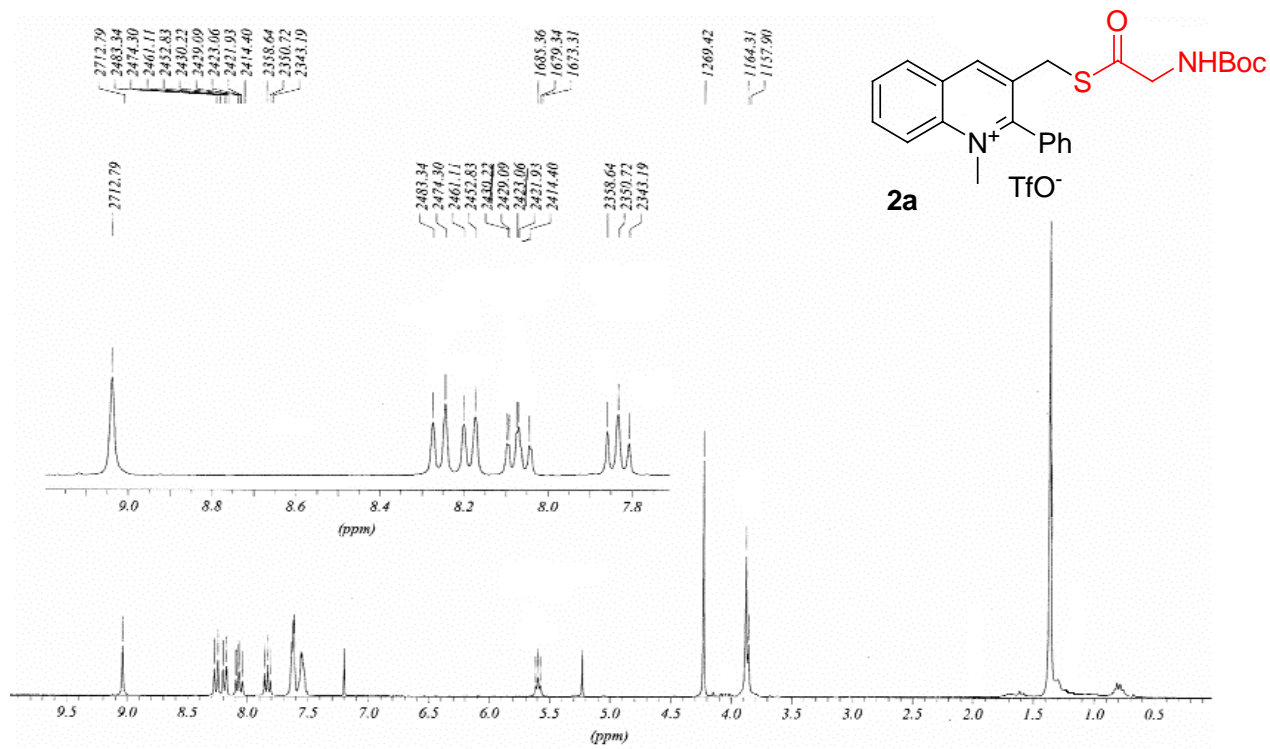 2712.79
2483.34
2474.30
2461.11
2452.83
2430.22
2429.09
2423.06
2421.93
2414.40
2358.64
2350.72
2343.19
1685.36
1679.34
1673.31
1269.42
1164.31
1157.90
O
S
NHBoc
N+
Ph
TfO-
2a
2712.79
2483.34
2474.30
2461.11
2452.83
2430.22
2429.09
2423.06
2421.93
2414.40
2358.64
2350.72
2343.19
9.0 8.8 8.6 8.4 8.2 8.0 7.8
(ppm)
9.5 9.0 8.5 8.0 7.5 7.0 6.5 6.0 5.5 5.0 4.5 4.0 3.5 3.0 2.5 2.0 1.5 1.0 0.5
(ppm)